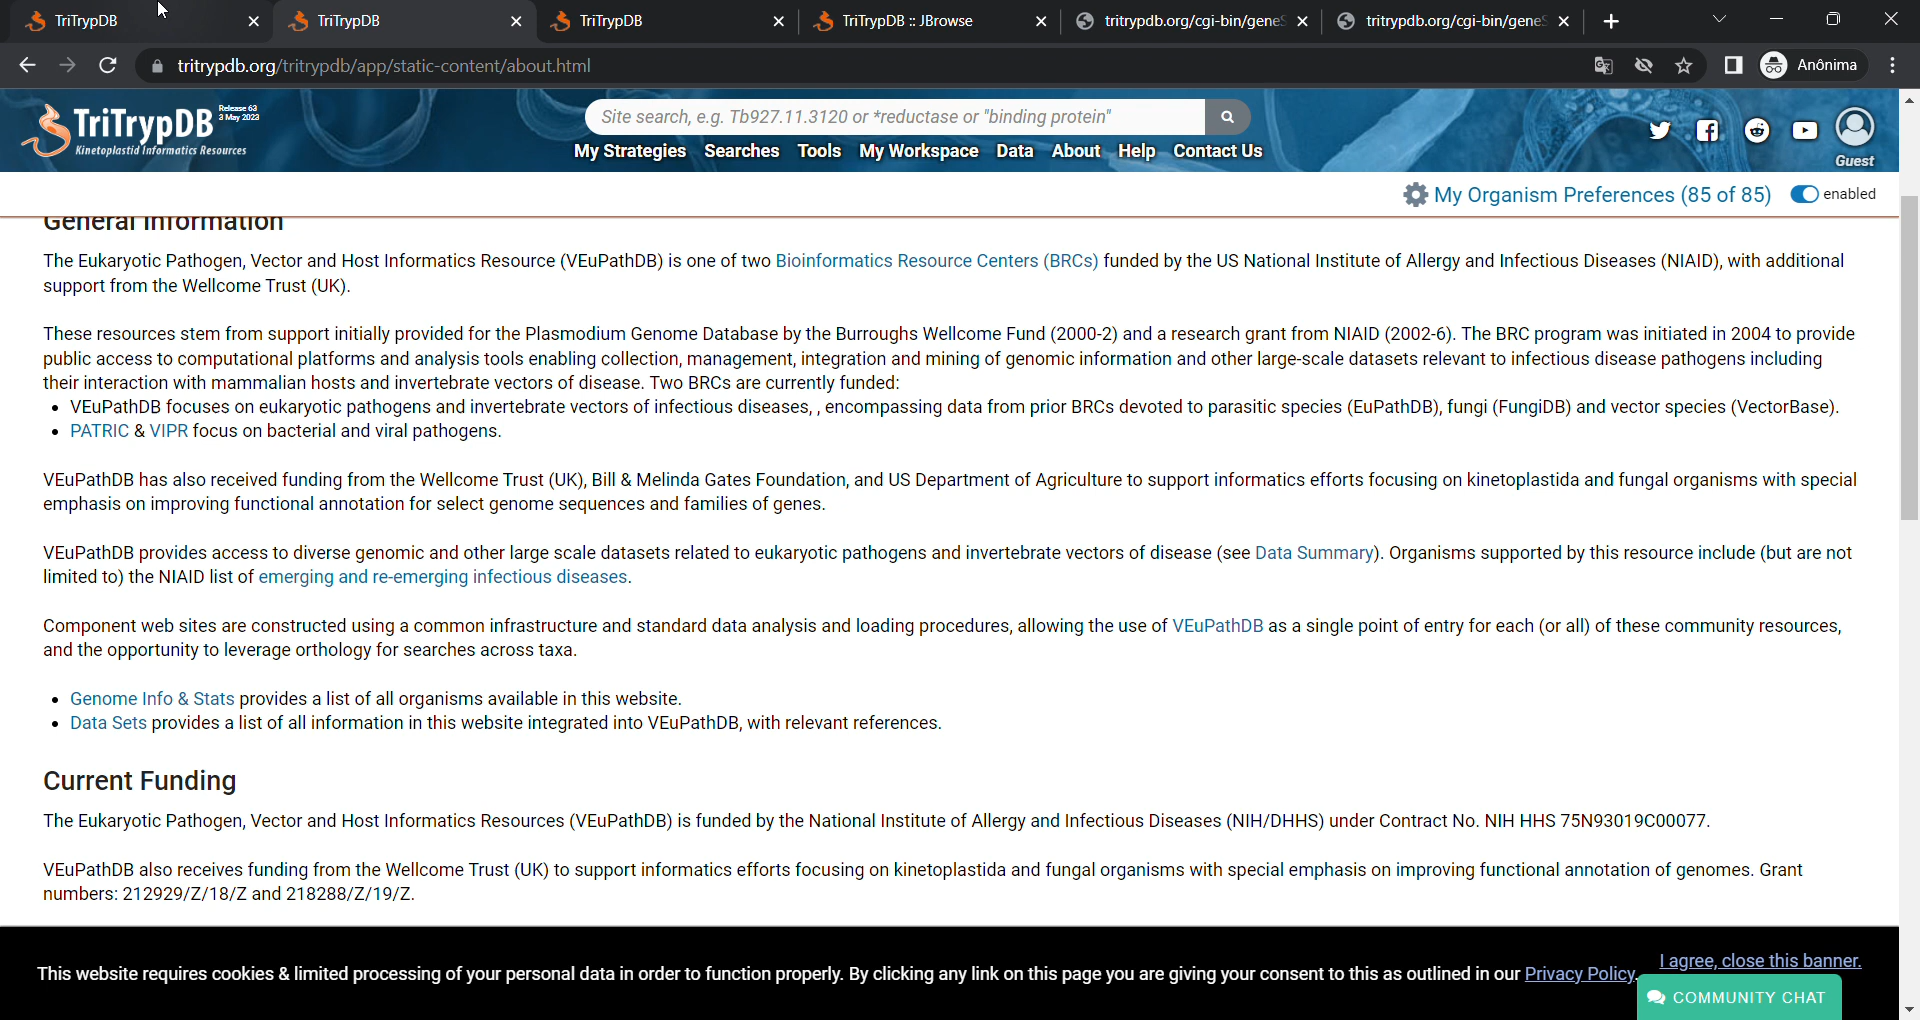 TriTrypDB
TriTrypDB
TriTrypDB
TriTrypDB :: JBrowse
tritrypdb.org/cgi-bin/geneS
tritrypdb.org/cgi-bin/geneS
tritrypdb.org/tritrypdb/app/static-content/about.html
Anônima
TriTrypDB
Release 63
3 May 2023
Kinetoplastid Informatics Resources
Site search, e.g. Tb927.11.3120 or *reductase or "binding protein"
My Strategies Searches Tools My Workspace Data About Help Contact Us
Guest
My Organism Preferences (85 of 85) enabled
General Information
The Eukaryotic Pathogen, Vector and Host Informatics Resource (VEuPathDB) is one of two Bioinformatics Resource Centers (BRCs) funded by the US National Institute of Allergy and Infectious Diseases (NIAID), with additional
support from the Wellcome Trust (UK).
These resources stem from support initially provided for the Plasmodium Genome Database by the Burroughs Wellcome Fund (2000-2) and a research grant from NIAID (2002-6). The BRC program was initiated in 2004 to provide
public access to computational platforms and analysis tools enabling collection, management, integration and mining of genomic information and other large-scale datasets relevant to infectious disease pathogens including
their interaction with mammalian hosts and invertebrate vectors of disease. Two BRCs are currently funded:
• VEuPathDB focuses on eukaryotic pathogens and invertebrate vectors of infectious diseases, , encompassing data from prior BRCs devoted to parasitic species (EuPathDB), fungi (FungiDB) and vector species (VectorBase).
• PATRIC & VIPR focus on bacterial and viral pathogens.
VEuPathDB has also received funding from the Wellcome Trust (UK), Bill & Melinda Gates Foundation, and US Department of Agriculture to support informatics efforts focusing on kinetoplastida and fungal organisms with special
emphasis on improving functional annotation for select genome sequences and families of genes.
VEuPathDB provides access to diverse genomic and other large scale datasets related to eukaryotic pathogens and invertebrate vectors of disease (see Data Summary). Organisms supported by this resource include (but are not
limited to) the NIAID list of emerging and re-emerging infectious diseases.
Component web sites are constructed using a common infrastructure and standard data analysis and loading procedures, allowing the use of VEuPathDB as a single point of entry for each (or all) of these community resources,
and the opportunity to leverage orthology for searches across taxa.
• Genome Info & Stats provides a list of all organisms available in this website.
• Data Sets provides a list of all information in this website integrated into VEuPathDB, with relevant references.
Current Funding
The Eukaryotic Pathogen, Vector and Host Informatics Resources (VEuPathDB) is funded by the National Institute of Allergy and Infectious Diseases (NIH/DHHS) under Contract No. NIH HHS 75N93019C00077.
VEuPathDB also receives funding from the Wellcome Trust (UK) to support informatics efforts focusing on kinetoplastida and fungal organisms with special emphasis on improving functional annotation of genomes. Grant
numbers: 212929/Z/18/Z and 218288/Z/19/Z.
This website requires cookies & limited processing of your personal data in order to function properly. By clicking any link on this page you are giving your consent to this as outlined in our Privacy Policy.
I agree, close this banner.
COMMUNITY CHAT